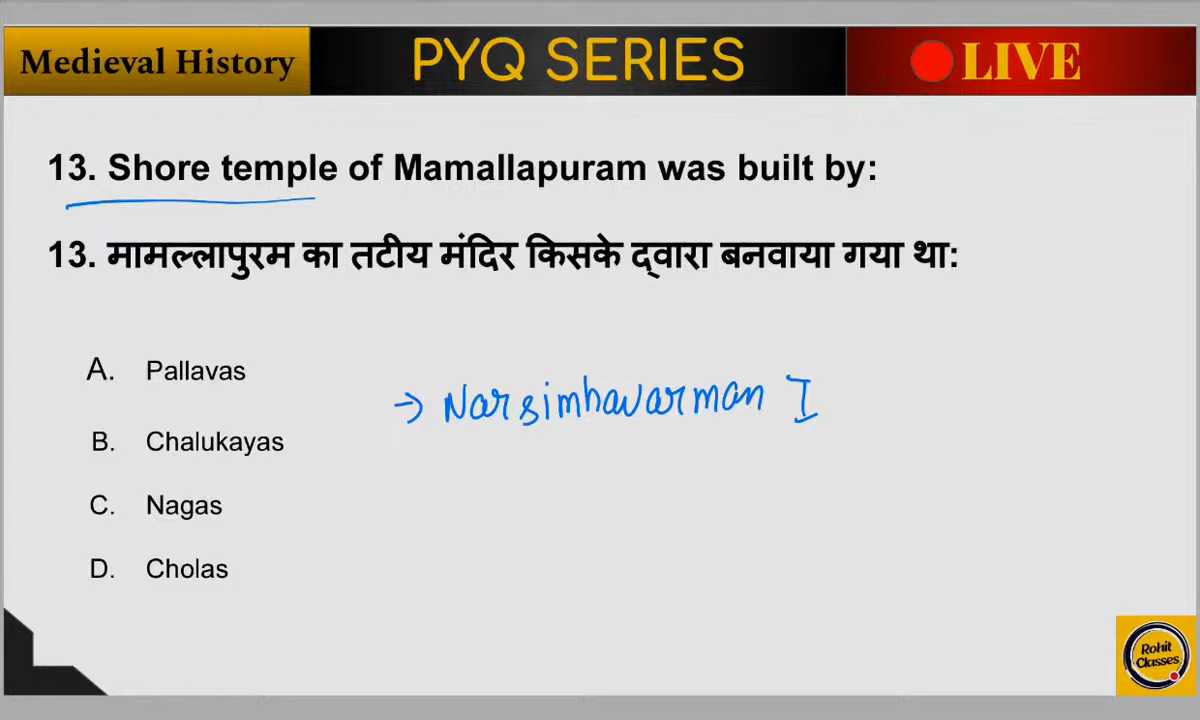 Medieval History
PYQ SERIES
LIVE
13. Shore temple of Mamallapuram was built by:
13. मामल्लापुरम का तटीय मंदिर किसके द्वारा बनवाया गया था:
A. Pallavas
→ Narsimhavarman I
B. Chalukayas
C. Nagas
D. Cholas
Rohit
Classes